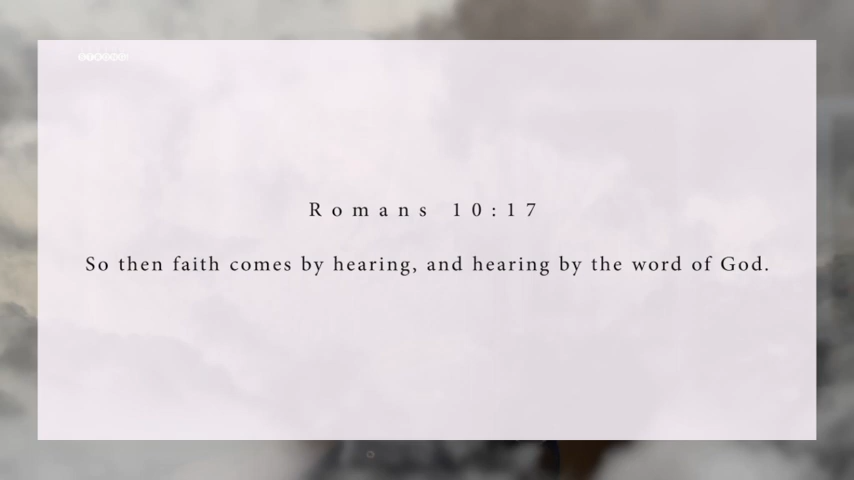 Romans 10:17
So then faith comes by hearing, and hearing by the word of God.